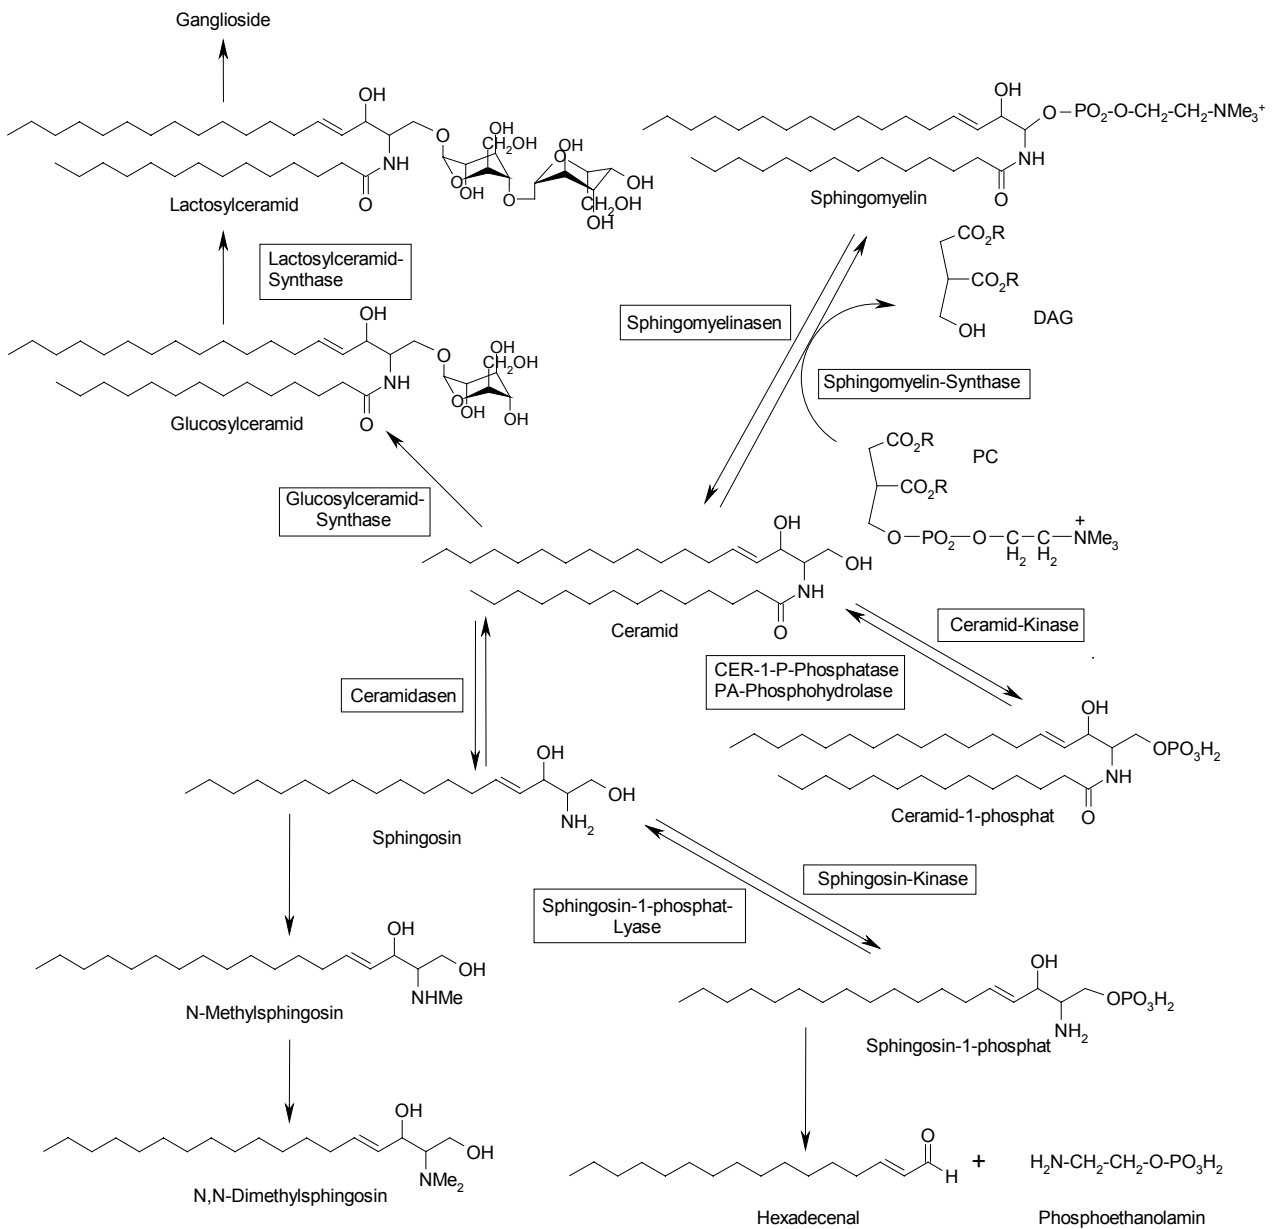 Ganglioside
OH
O
NH
O
Lactosylceramid
OH
CH2OH
O
OH
O
OH
O
OH
CH2OH
OH
OH
O–PO2–O–CH2–CH2–NMe3+
NH
O
Sphingomyelin
Lactosylceramid-
Synthase
CO2R
CO2R
OH
DAG
Sphingomyelinasen
OH
O
NH
O
Glucosylceramid
OH
CH2OH
O
OH
OH
Sphingomyelin-Synthase
CO2R
PC
CO2R
O–PO2–O–C–C–NMe3
H2 H2
+
Glucosylceramid-
Synthase
OH
OH
NH
O
Ceramid
Ceramid-Kinase
CER-1-P-Phosphatase
PA-Phosphohydrolase
Ceramidasen
OH
OPO3H2
NH
O
Ceramid-1-phosphat
OH
OH
NH2
Sphingosin
Sphingosin-Kinase
Sphingosin-1-phosphat-
Lyase
OH
OH
NHMe
N-Methylsphingosin
OH
OPO3H2
NH2
Sphingosin-1-phosphat
OH
OH
NMe2
N,N-Dimethylsphingosin
O
H
+
H2N–CH2–CH2–O–PO3H2
Hexadecenal
Phosphoethanolamin